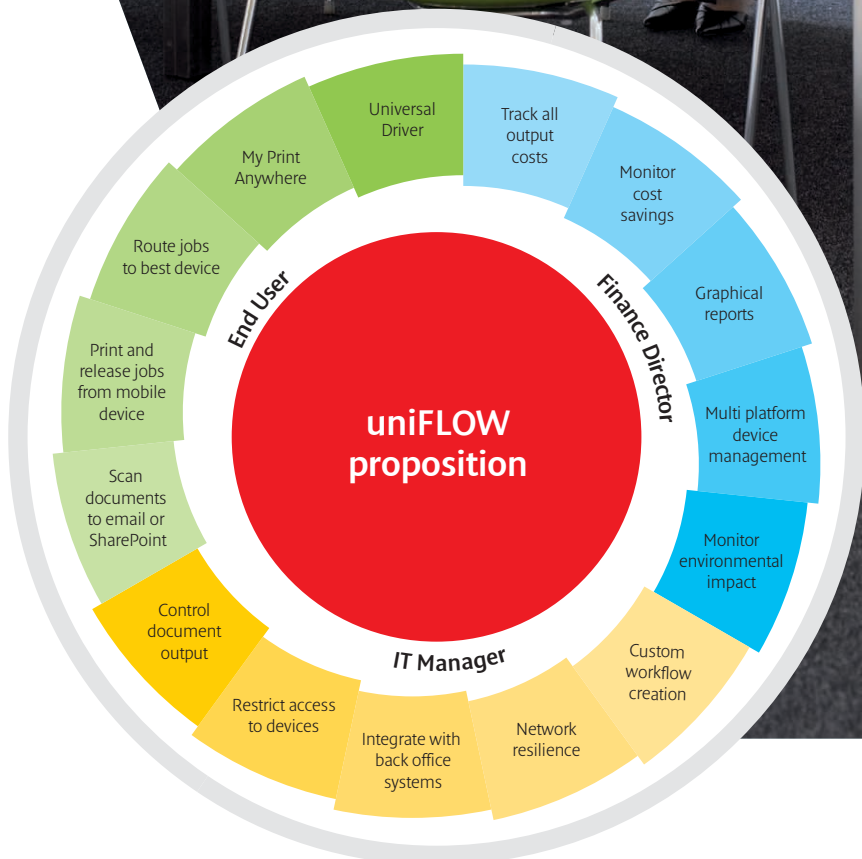 Universal
Driver
Track all
output
costs
Monitor
cost
savings
Graphical
reports
Multi platform
device
management
Monitor
environmental
impact
Custom
workflow
creation
Network
resilience
Integrate with
back office
systems
Restrict access
to devices
Control
document
output
Scan
documents
to email or
SharePoint
Print and
release jobs
from mobile
device
Route jobs
to best device
My Print
Anywhere
End User
Finance Director
IT Manager
uniFLOW
proposition